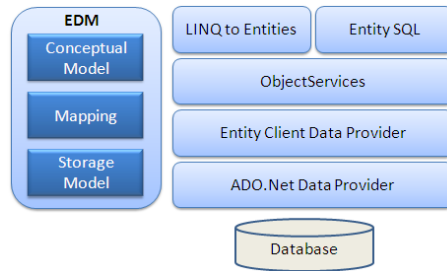 EDM
Conceptual
Model
Mapping
Storage
Model
LINQ to Entities
Entity SQL
ObjectServices
Entity Client Data Provider
ADO.Net Data Provider
Database